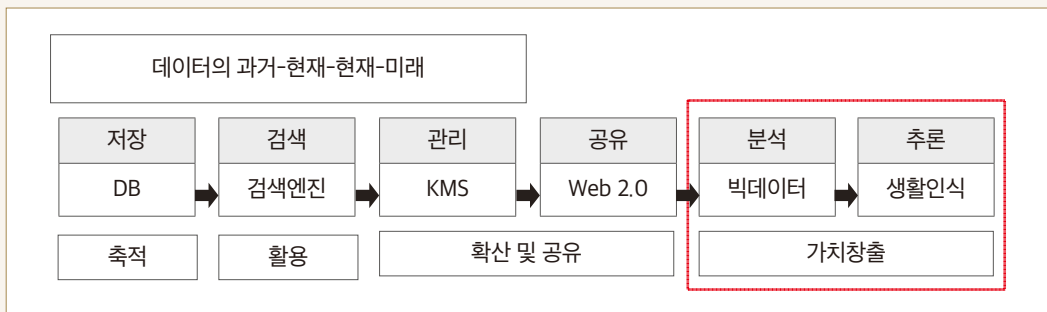 데이터의 과거-현재-현재-미래
저장 검색 관리 공유 분석 추론
DB 검색엔진 KMS Web 2.0 빅데이터 생활인식
축적 활용 확산 및 공유 가치창출